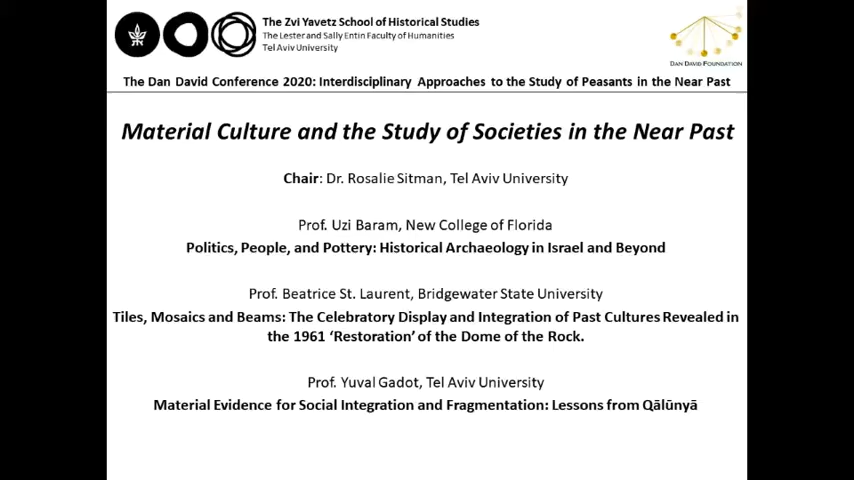 The Zvi Yavetz School of Historical Studies
The Lester and Sally Entin Faculty of Humanities
Tel Aviv University
DAN DAVID FOUNDATION
The Dan David Conference 2020: Interdisciplinary Approaches to the Study of Peasants in the Near Past
Material Culture and the Study of Societies in the Near Past
Chair: Dr. Rosalie Sitman, Tel Aviv University
Prof. Uzi Baram, New College of Florida
Politics, People, and Pottery: Historical Archaeology in Israel and Beyond
Prof. Beatrice St. Laurent, Bridgewater State University
Tiles, Mosaics and Beams: The Celebratory Display and Integration of Past Cultures Revealed in
the 1961 ‘Restoration’ of the Dome of the Rock.
Prof. Yuval Gadot, Tel Aviv University
Material Evidence for Social Integration and Fragmentation: Lessons from Qālūnyā